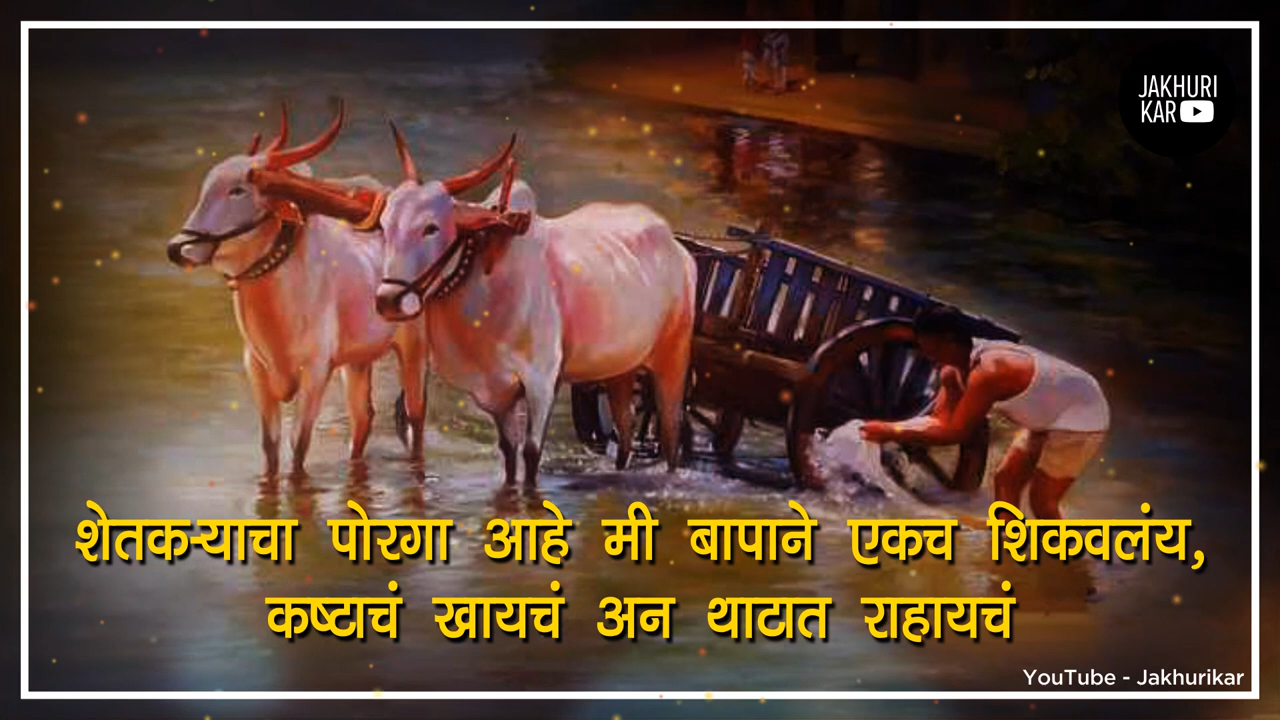 JAKHURI
KAR
शेतकऱ्याचा पोरगा आहे मी बापाने एकच शिकवलंय,
कष्टाचं खायचं अन थाटात राहायचं
YouTube - Jakhurikar